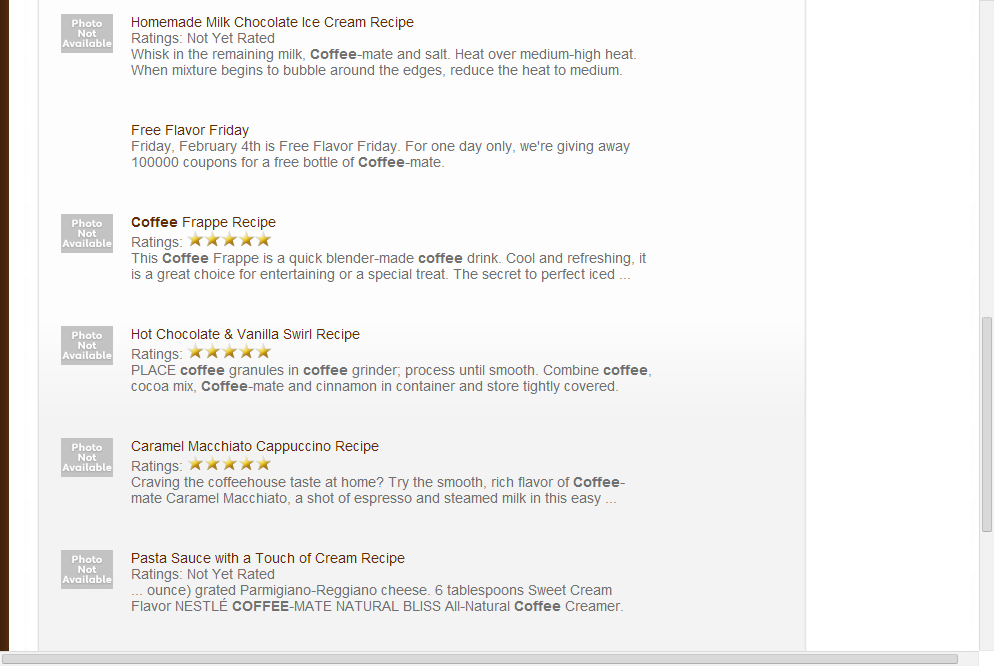 Photo
Not
Available
Homemade Milk Chocolate Ice Cream Recipe
Ratings: Not Yet Rated
Whisk in the remaining milk, Coffee-mate and salt. Heat over medium-high heat.
When mixture begins to bubble around the edges, reduce the heat to medium.
Free Flavor Friday
Friday, February 4th is Free Flavor Friday. For one day only, we're giving away
100000 coupons for a free bottle of Coffee-mate.
Photo
Not
Available
Coffee Frappe Recipe
Ratings:
This Coffee Frappe is a quick blender-made coffee drink. Cool and refreshing, it
is a great choice for entertaining or a special treat. The secret to perfect iced ...
Photo
Not
Available
Hot Chocolate & Vanilla Swirl Recipe
Ratings:
PLACE coffee granules in coffee grinder; process until smooth. Combine coffee,
cocoa mix, Coffee-mate and cinnamon in container and store tightly covered.
Photo
Not
Available
Caramel Macchiato Cappuccino Recipe
Ratings:
Craving the coffeehouse taste at home? Try the smooth, rich flavor of Coffee-
mate Caramel Macchiato, a shot of espresso and steamed milk in this easy ...
Photo
Not
Available
Pasta Sauce with a Touch of Cream Recipe
Ratings: Not Yet Rated
... ounce) grated Parmigiano-Reggiano cheese. 6 tablespoons Sweet Cream
Flavor NESTLÉ COFFEE-MATE NATURAL BLISS All-Natural Coffee Creamer.